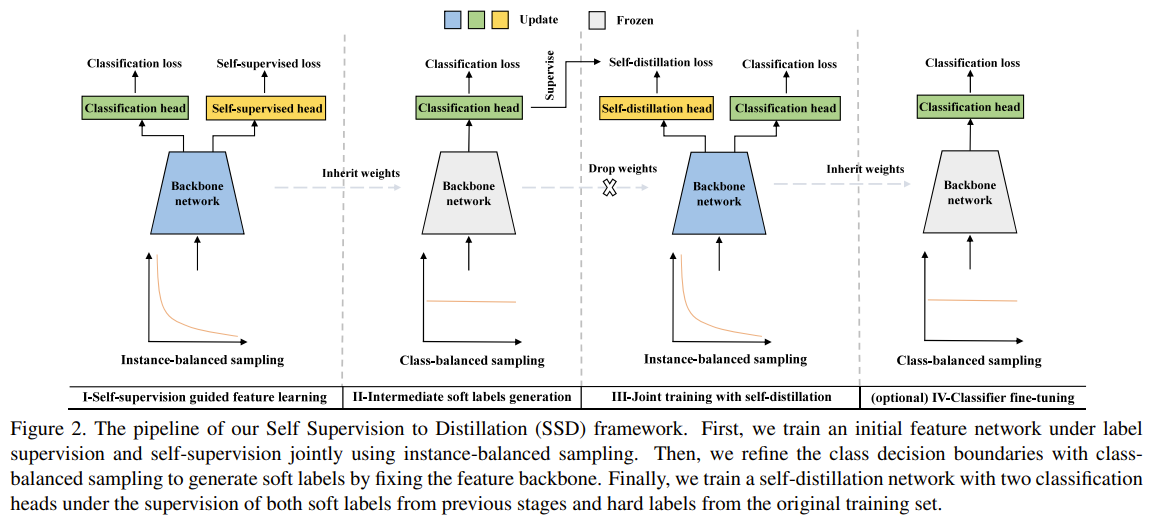 Update
Frozen
Classification loss
Self-supervised loss
Classification head
Self-supervised head
Backbone
network
Instance-balanced sampling
I-Self-supervision guided feature learning
Inherit weights
Classification loss
Classification head
Supervise
Backbone
network
Class-balanced sampling
II-Intermediate soft labels generation
Drop weights
Self-distillation loss
Classification loss
Self-distillation head
Classification head
Backbone
network
Instance-balanced sampling
III-Joint training with self-distillation
Inherit weights
Classification loss
Classification head
Backbone
network
Class-balanced sampling
(optional) IV-Classifier fine-tuning
Figure 2. The pipeline of our Self Supervision to Distillation (SSD) framework. First, we train an initial feature network under label
supervision and self-supervision jointly using instance-balanced sampling. Then, we refine the class decision boundaries with class-
balanced sampling to generate soft labels by fixing the feature backbone. Finally, we train a self-distillation network with two classification
heads under the supervision of both soft labels from previous stages and hard labels from the original training set.